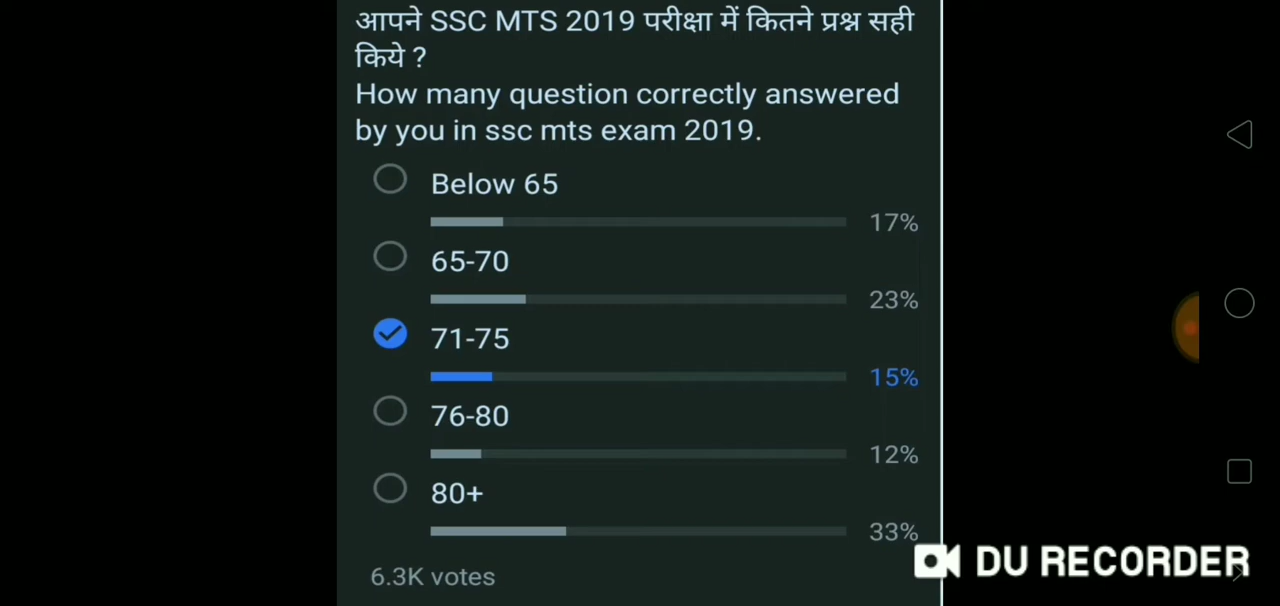 आपने SSC MTS 2019 परीक्षा में कितने प्रश्न सही
किये ?
How many question correctly answered
by you in ssc mts exam 2019.
Below 65
17%
65-70
23%
71-75
15%
76-80
12%
80+
33%
6.3K votes
DU RECORDER